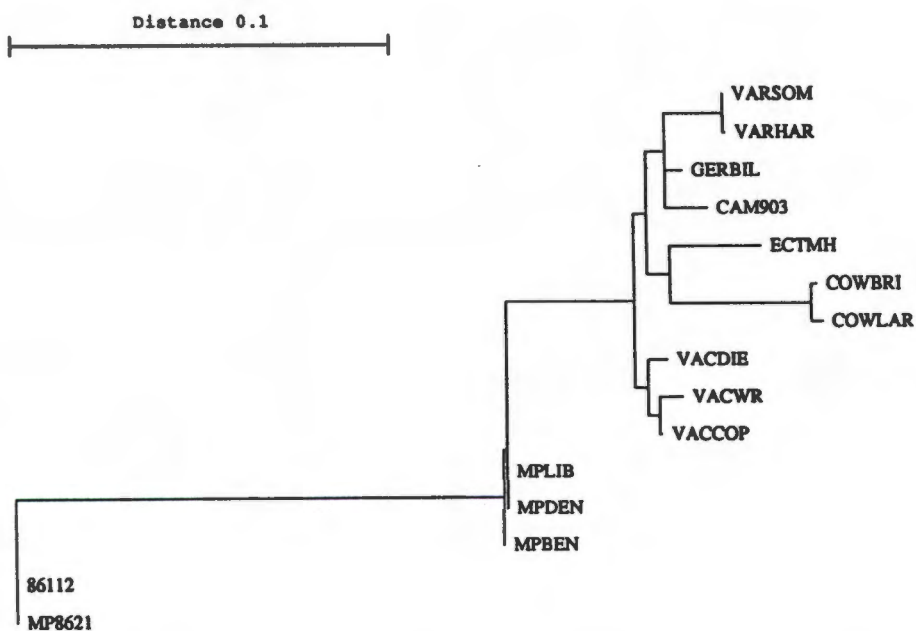 Distance 0.1
VARSOM
VARHAR
GERBIL
CAM903
ECTMH
COWBRI
COWLAR
VACDIE
VACWR
VACCOP
MPLIB
MPDEN
MPBEN
86112
MP8621